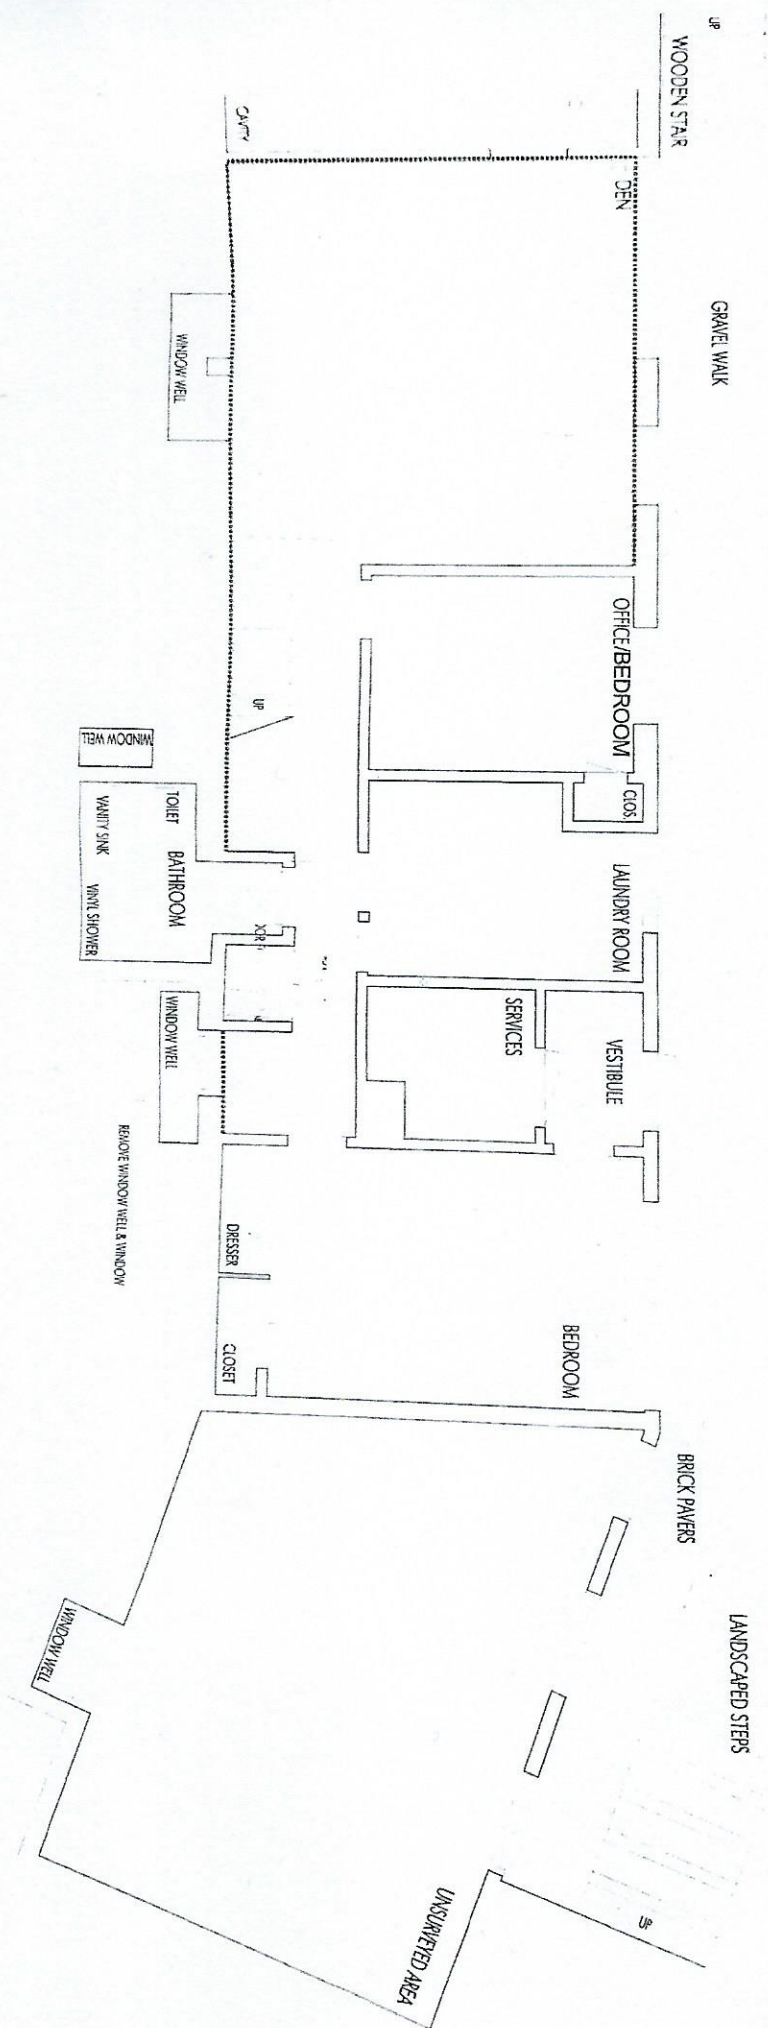 UP
WOODEN STAIR
GRAVEL WALK
CAVITY
DEN
WINDOW WELL
OFFICE/BEDROOM
UP
CLOS.
WINDOW WELL
TOILET
BATHROOM
VANITY SINK
VINYL SHOWER
LAUNDRY ROOM
SERVICES
VESTIBULE
WINDOW WELL
REMOVE WINDOW WELL & WINDOW
DRESSER
CLOSET
BEDROOM
BRICK PAVERS
LANDSCAPED STEPS
WINDOW WELL
UP
UNSURVEYED AREA